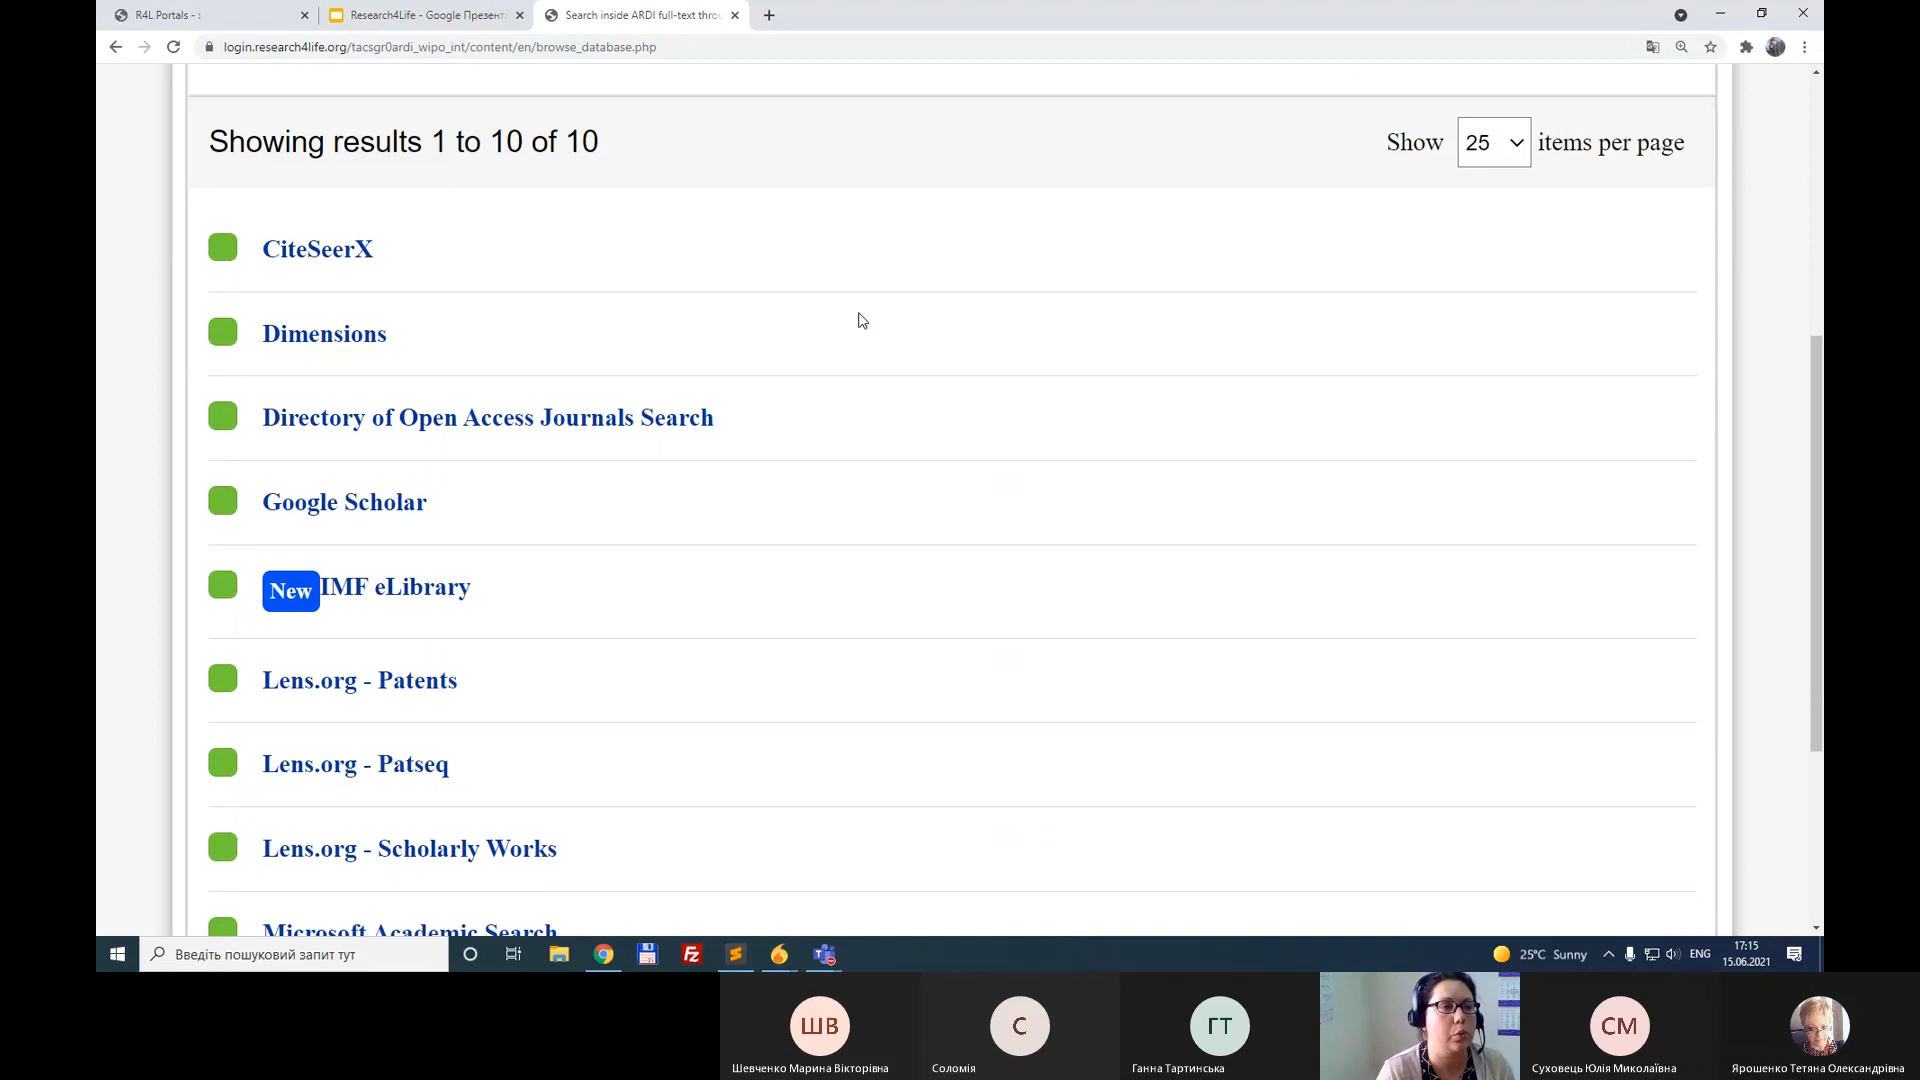 R4L Portals - :
Research4Life - Google Презент
Search inside ARDI full-text throu
login.research4life.org/tacsgr0ardi_wipo_int/content/en/browse_database.php
Showing results 1 to 10 of 10
Show 25 items per page
CiteSeerX
Dimensions
Directory of Open Access Journals Search
Google Scholar
New IMF eLibrary
Lens.org - Patents
Lens.org - Patseq
Lens.org - Scholarly Works
Microsoft Academic Search
Введіть пошуковий запит тут
25°C Sunny
ENG
17:15
15.06.2021
ШВ
С
ГТ
СМ
Шевченко Марина Вікторівна
Соломія
Ганна Тартинська
Суховець Юлія Миколаївна
Ярошенко Тетяна Олександрівна